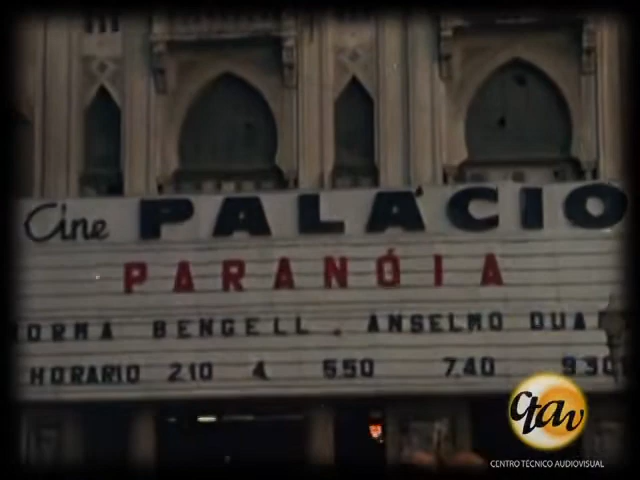 Cine PALÁCIO
PARANÓIA
NORMA BENGELL . ANSELMO DUA
HORARIO 2.10 4 5.50 7.40 9.30
ctav
CENTRO TÉCNICO AUDIOVISUAL